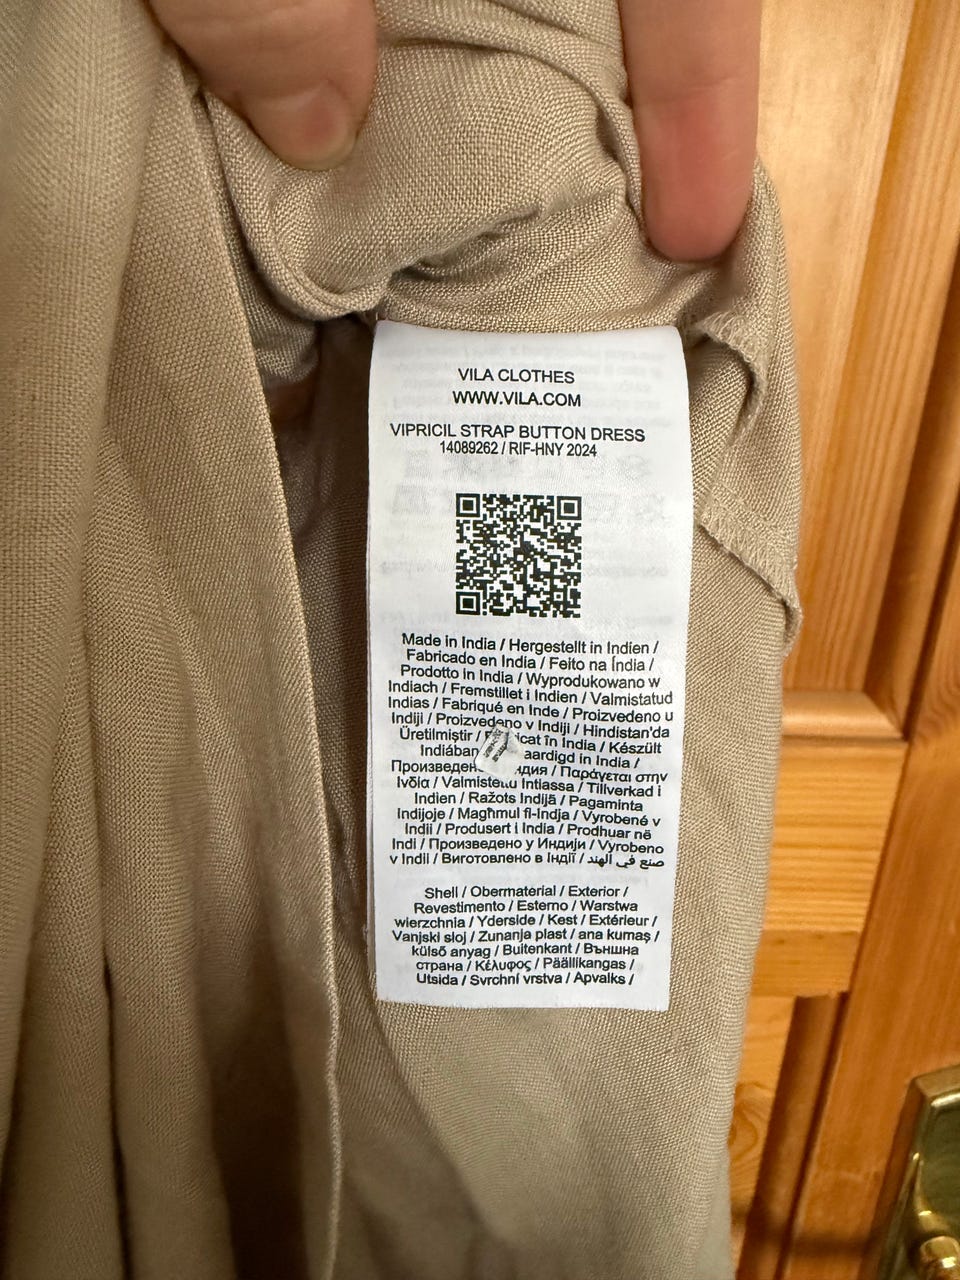 VILA CLOTHES
WWW.VILA.COM
VIPRICIL STRAP BUTTON DRESS
14089262 / RIF-HNY 2024
Made in India / Hergestellt in Indien /
Fabricado en India / Feito na Índia /
Prodotto in India / Wyprodukowano w
Indiach / Fremstillet i Indien / Valmistatud
Indias / Fabriqué en Inde / Proizvedeno u
Indiji / Proizvedeno v Indiji / Hindistan'da
Üretilmiştir / in India / Készült
in India /
/ Παράγεται στην
Ινδία / Valmistettu Intiassa / Tillverkad i
Indien / Ražots Indijā / Pagaminta
Indijoje / Magħmul fl-Indja / Vyrobené v
Indii / Produsert i India / Prodhuar në
Indi / Произведено у Индији / Vyrobeno
v Indii / Виготовлено в Індії / صنع في الهند
Shell / Obermaterial / Exterior /
Revestimento / Esterno / Warstwa
wierzchnia / Yderside / Kest / Extérieur /
Vanjski sloj / Zunanja plast / ana kumaş /
külső anyag / Buitenkant / Външна
страна / Κέλυφος / Päällikangas /
Utsida / Svrchní vrstva / Apvalks /